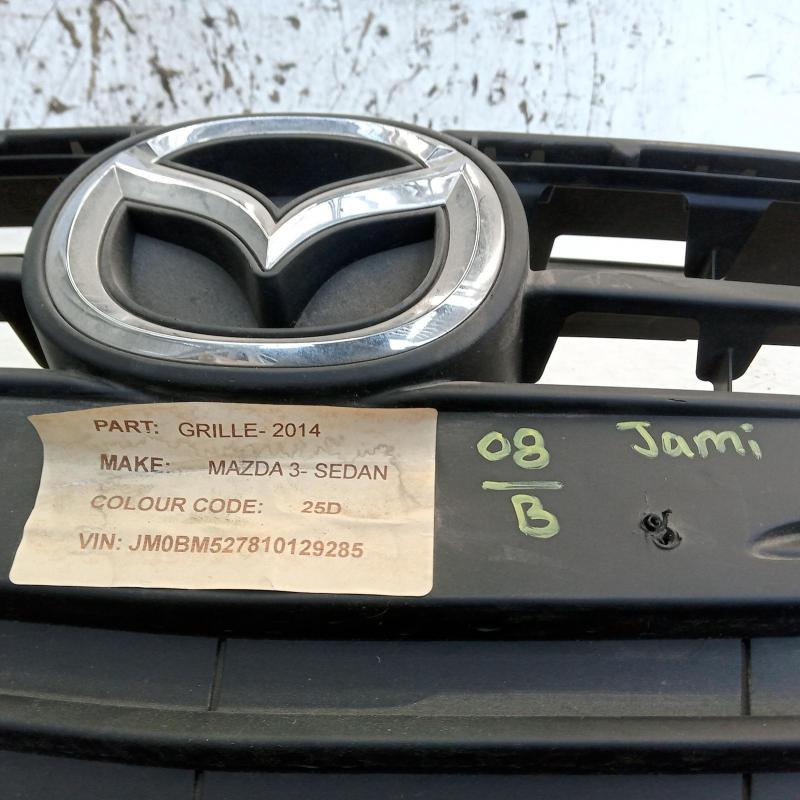 PART: GRILLE- 2014
MAKE: MAZDA 3- SEDAN
COLOUR CODE: 25D
VIN: JM0BM527810129285
08
B
Jami